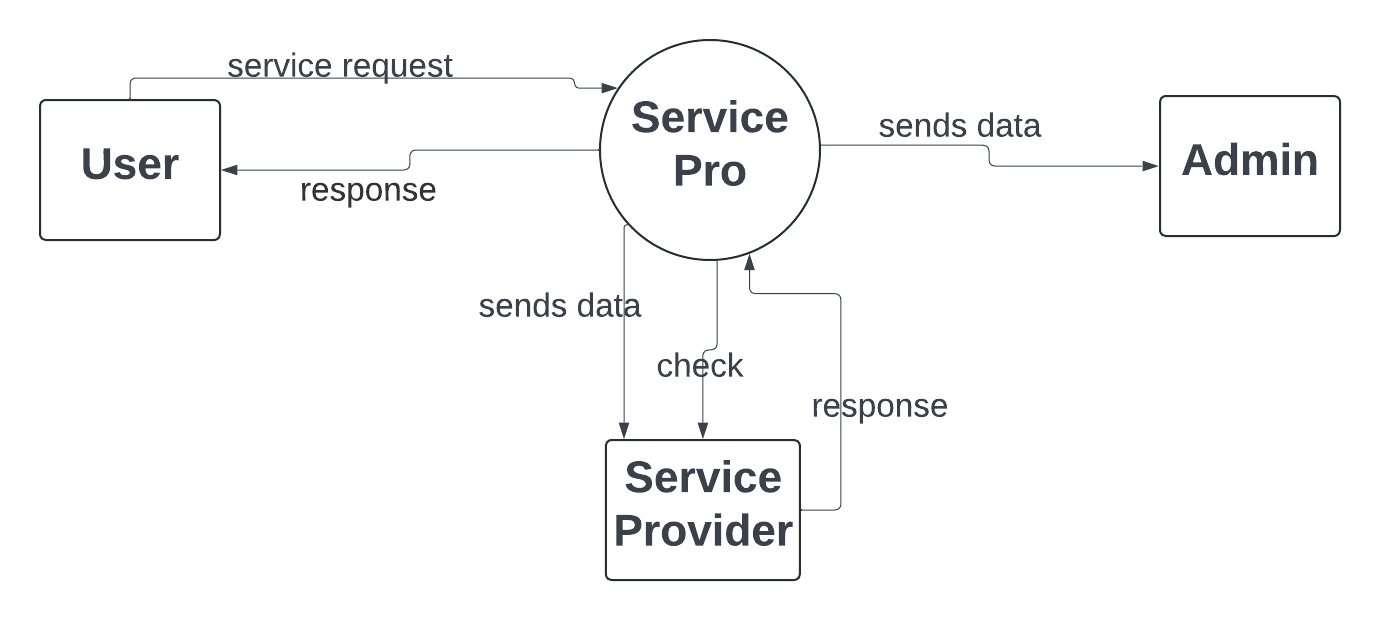 service request
Service
Pro
sends data
User
Admin
response
sends data
check
response
Service
Provider